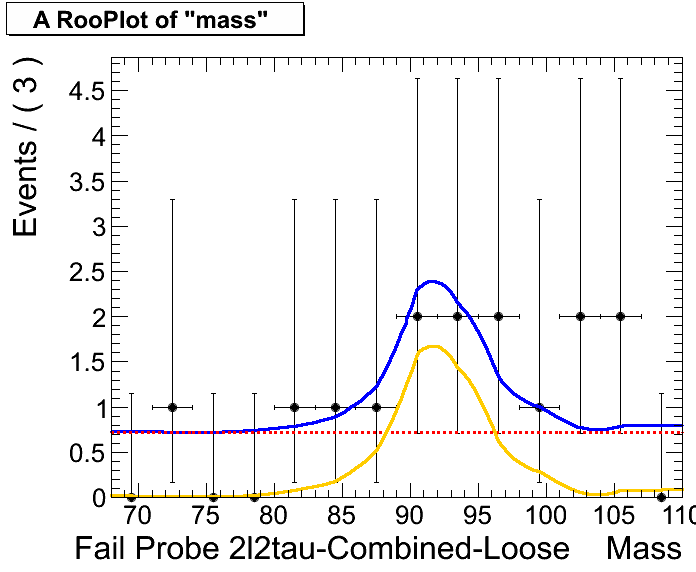 A RooPlot of "mass"
Events / ( 3 )
4.5
4
3.5
3
2.5
2
1.5
1
0.5
0
70 75 80 85 90 95 100 105 110
Fail Probe 2l2tau-Combined-Loose Mass